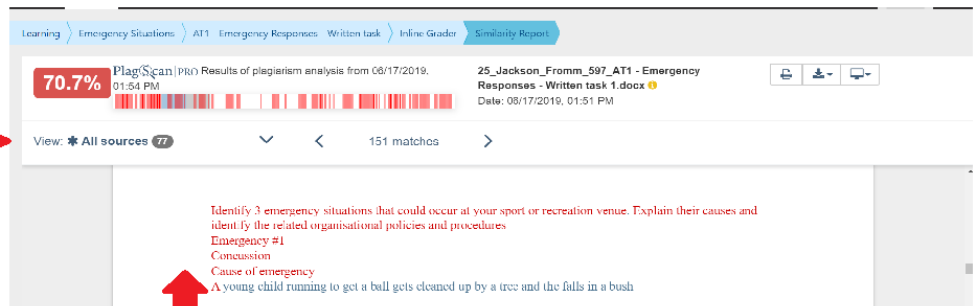 Learning Emergency Situations AT1 Emergency Responses Written task Inline Grader Similarity Report
70.7%
PlagScan|PRO Results of plagiarism analysis from 06/17/2019,
01:54 PM
25_Jackson_Fromm_597_AT1 - Emergency
Responses - Written task 1.docx
Date: 06/17/2019, 01:51 PM
View: ✱ All sources 77 151 matches
Identify 3 emergency situations that could occur at your sport or recreation venue. Explain their causes and
identify the related organisational policies and procedures
Emergency #1
Concussion
Cause of emergency
A young child running to get a ball gets cleaned up by a tree and the falls in a bush